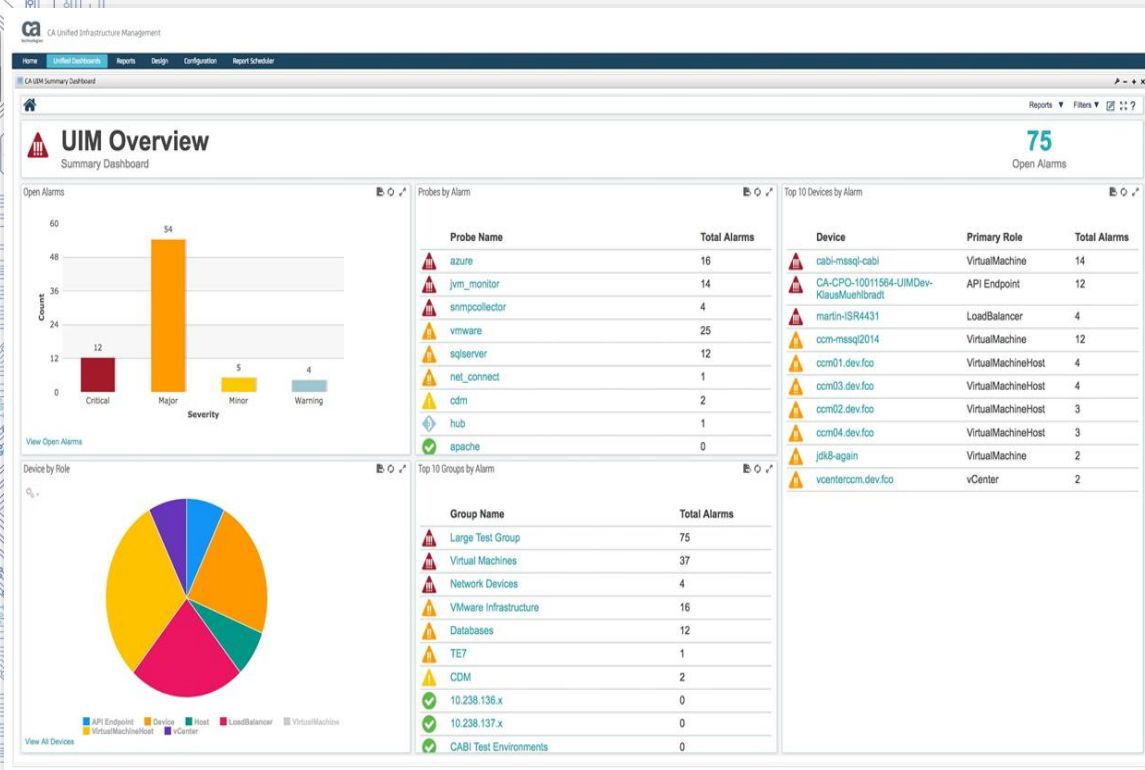 ca
technologies
CA Unified Infrastructure Management
Home Unified Dashboards Reports Design Configuration Report Scheduler
CA UIM Summary Dashboard
Reports Filters ?
UIM Overview
Summary Dashboard
75
Open Alarms
Open Alarms
60
48
36
24
12
0
Count
12
54
5
4
Critical Major Minor Warning
Severity
View Open Alarms
Probes by Alarm
Probe Name Total Alarms
azure 16
jvm_monitor 14
snmpcollector 4
vmware 25
sqlserver 12
net_connect 1
cdm 2
hub 1
apache 0
Top 10 Devices by Alarm
Device Primary Role Total Alarms
cabi-mssql-cabi VirtualMachine 14
CA-CPO-10011564-UIMDev-
KlausMuehlbradt API Endpoint 12
martin-ISR4431 LoadBalancer 4
ccm-mssql2014 VirtualMachine 12
ccm01.dev.fco VirtualMachineHost 4
ccm03.dev.fco VirtualMachineHost 4
ccm02.dev.fco VirtualMachineHost 3
ccm04.dev.fco VirtualMachineHost 3
jdk8-again VirtualMachine 2
vcenterccm.dev.fco vCenter 2
Device by Role
API Endpoint Device Host LoadBalancer VirtualMachine
VirtualMachineHost vCenter
View All Devices
Top 10 Groups by Alarm
Group Name Total Alarms
Large Test Group 75
Virtual Machines 37
Network Devices 4
VMware Infrastructure 16
Databases 12
TE7 1
CDM 2
10.238.136.x 0
10.238.137.x 0
CABI Test Environments 0